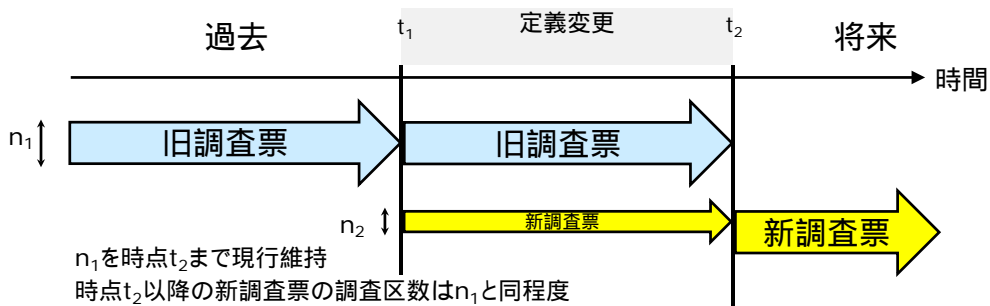 過去
t₁
定義変更
t₂
将来
時間
n₁
旧調査票
旧調査票
n₂
新調査票
新調査票
n₁を時点t₂まで現行維持
時点t₂以降の新調査票の調査区数はn₁と同程度